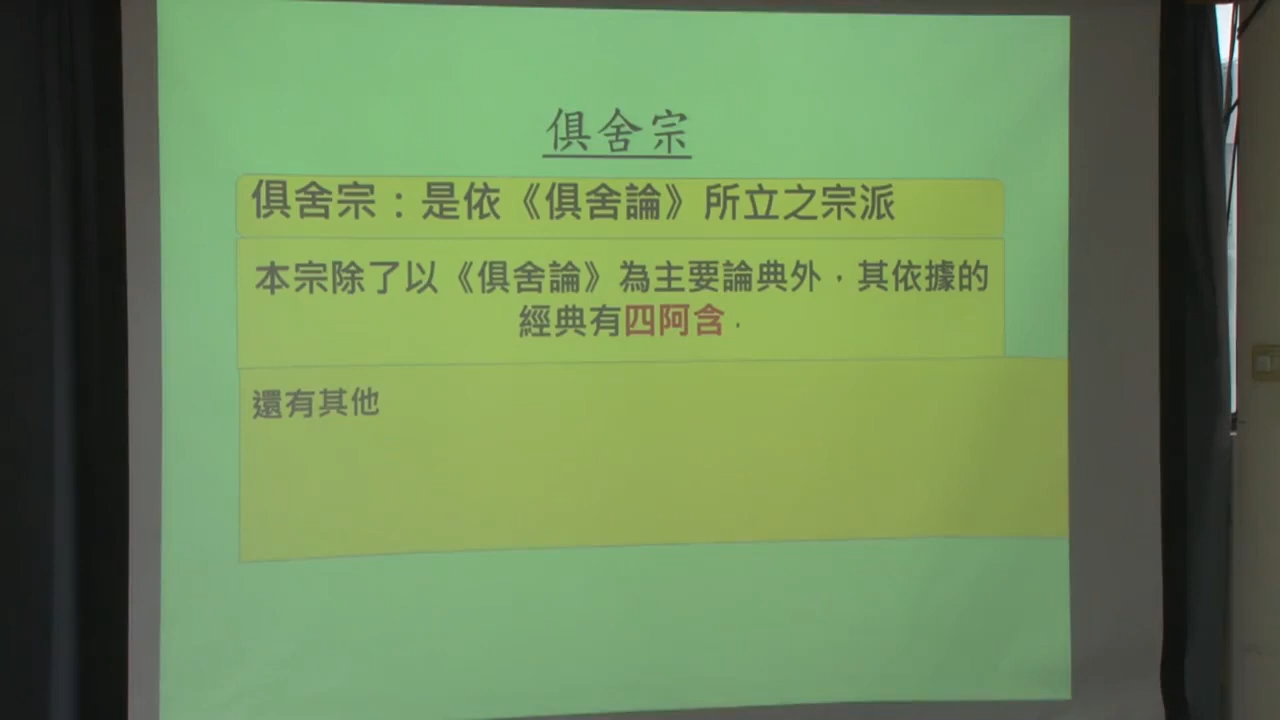 俱舍宗
俱舍宗：是依《俱舍論》所立之宗派
本宗除了以《俱舍論》為主要論典外，其依據的
經典有四阿含．
還有其他